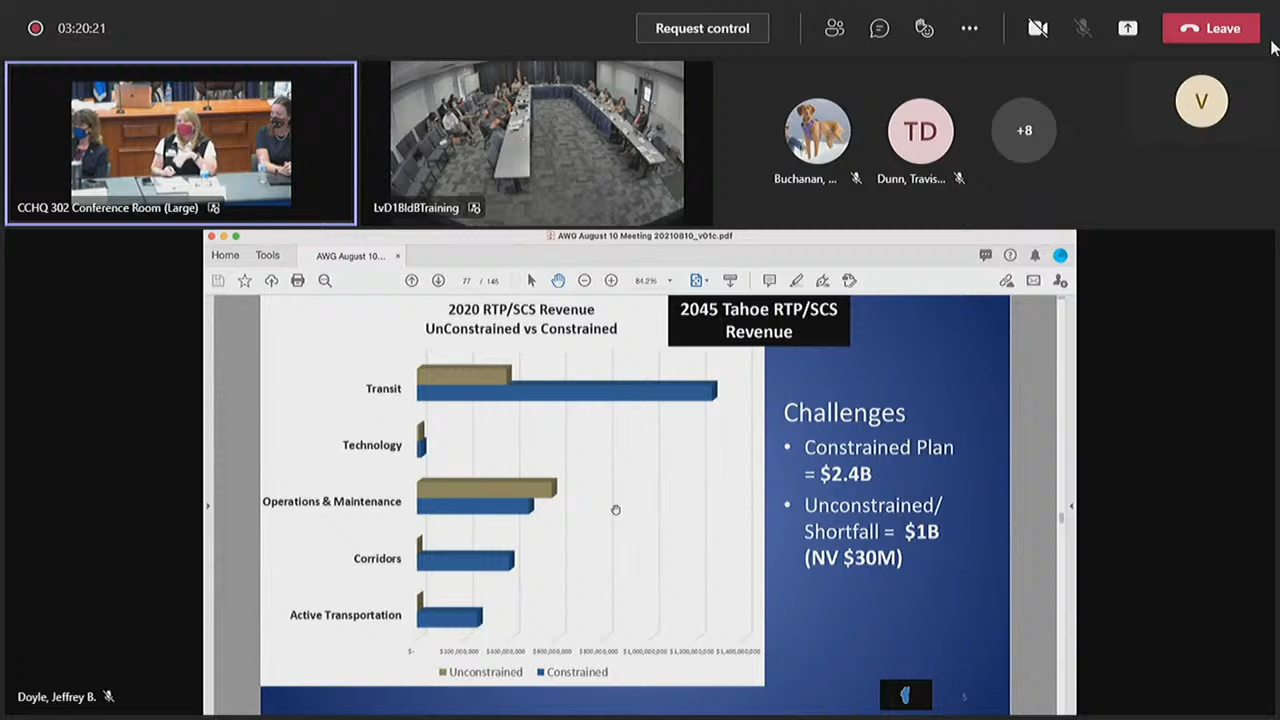 03:20:21
Request control
Leave
CCHQ 302 Conference Room (Large)
LvD1BldBTraining
Buchanan, ...
TD
Dunn, Travis...
+8
V
AWG August 10 Meeting 20210810_v01c.pdf
Home
Tools
AWG August 10...
×
77 / 146
84.2%
2020 RTP/SCS Revenue
UnConstrained vs Constrained
2045 Tahoe RTP/SCS
Revenue
Transit
Technology
Operations & Maintenance
Corridors
Active Transportation
$-
$200,000,000
$400,000,000
$600,000,000
$800,000,000
$1,000,000,000
$1,200,000,000
$1,400,000,000
Unconstrained
Constrained
Challenges
• Constrained Plan
= $2.4B
• Unconstrained/
Shortfall = $1B
(NV $30M)
5
Doyle, Jeffrey B.